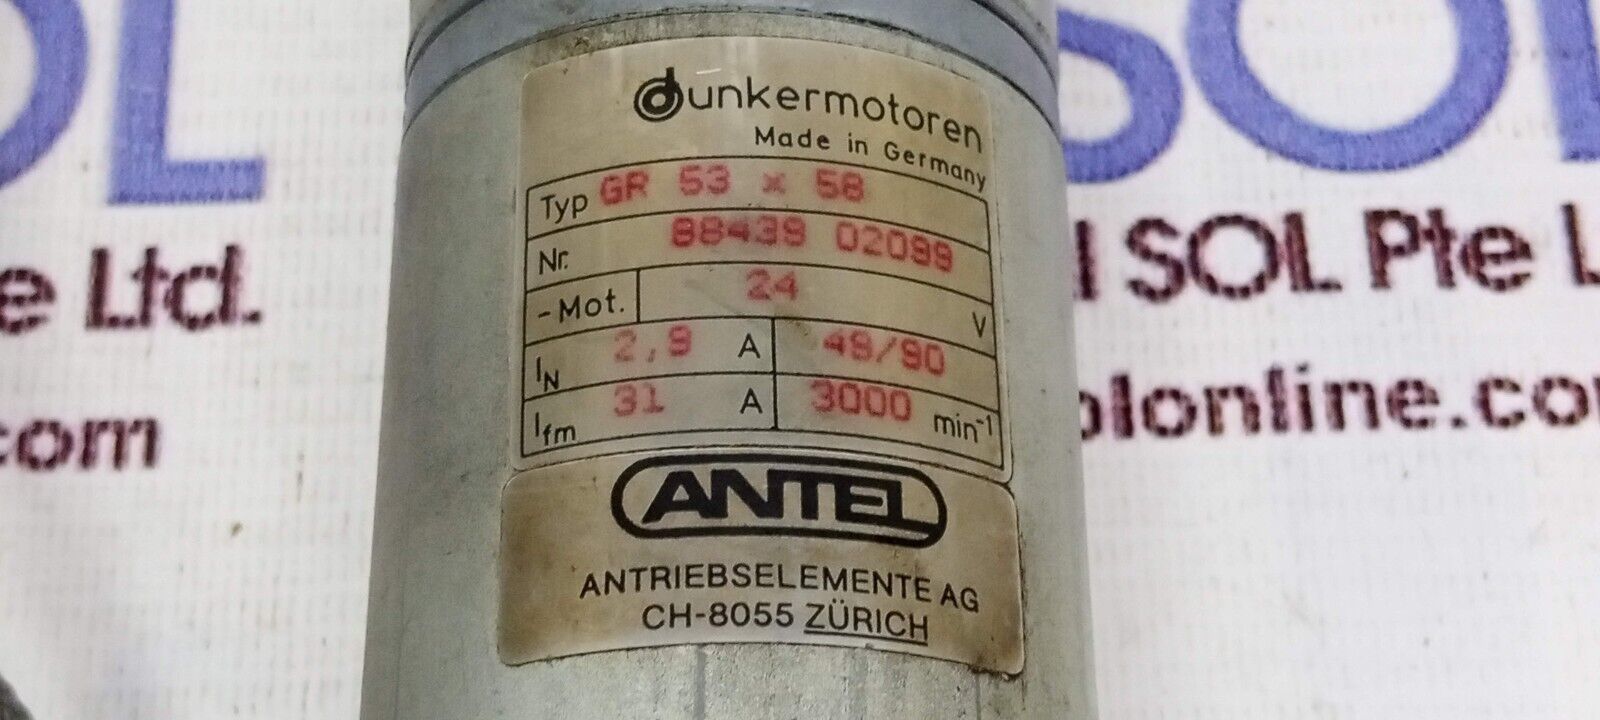 dunkermotoren
Made in Germany
Typ GR 53 x 58
Nr. 88439 02099
-Mot. 24 V
IN 2,9 A 49/90
Ifm 31 A 3000 min-1
ANTEL
ANTRIEBSELEMENTE AG
CH-8055 ZÜRICH
OL
SOL
e Ltd.
SOL Pte L
com
olonline.co